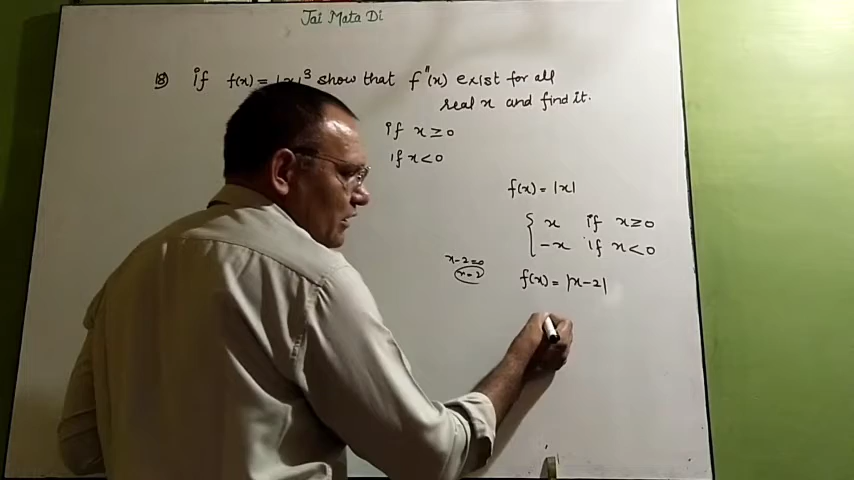 Jai Mata Di
18 if f(x) = |x|³ show that f"(x) exist for all
real x and find it.
if x ≥ 0
if x < 0
f(x) = |x|
{ x if x ≥ 0
-x if x < 0
x-2=0
x=2
f(x) = |x-2|